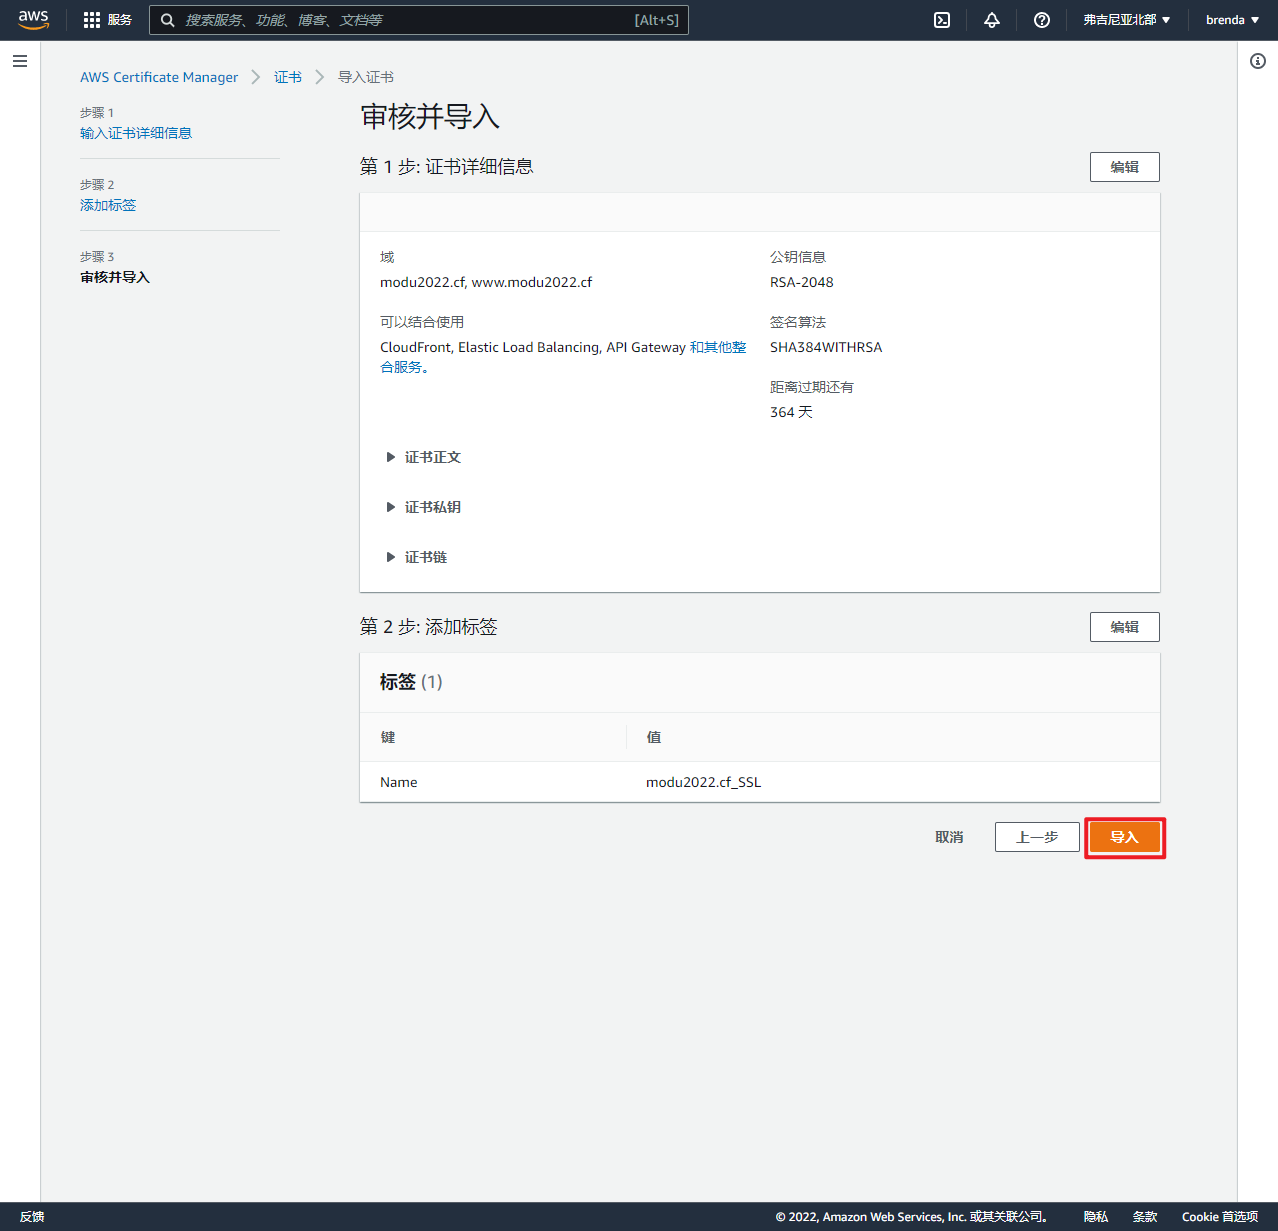 aws
服务
搜索服务、功能、博客、文档等
[Alt+S]
弗吉尼亚北部
brenda
AWS Certificate Manager
证书
导入证书
步骤 1
输入证书详细信息
步骤 2
添加标签
步骤 3
审核并导入
审核并导入
第 1 步: 证书详细信息
编辑
域
modu2022.cf, www.modu2022.cf
可以结合使用
CloudFront, Elastic Load Balancing, API Gateway 和其他整
合服务。
公钥信息
RSA-2048
签名算法
SHA384WITHRSA
距离过期还有
364 天
证书正文
证书私钥
证书链
第 2 步: 添加标签
编辑
标签 (1)
键
值
Name
modu2022.cf_SSL
取消
上一步
导入
反馈
© 2022, Amazon Web Services, Inc. 或其关联公司。
隐私
条款
Cookie 首选项